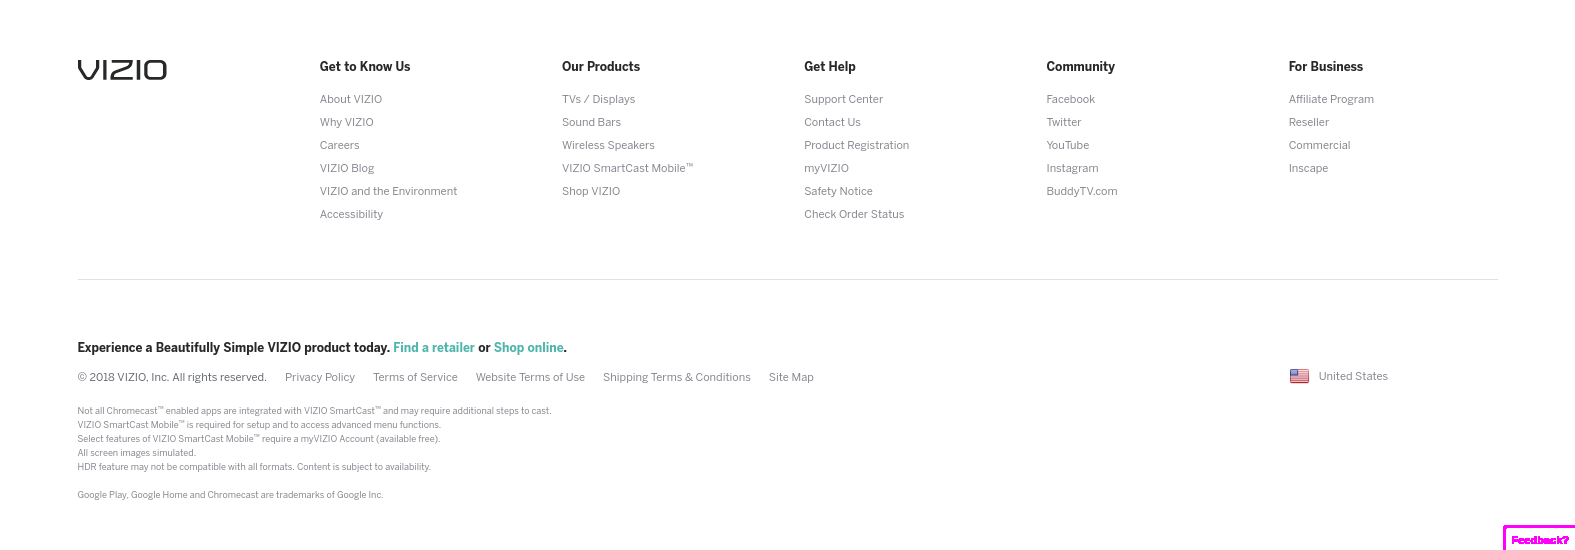 VIZIO
Get to Know Us
About VIZIO
Why VIZIO
Careers
VIZIO Blog
VIZIO and the Environment
Accessibility
Our Products
TVs / Displays
Sound Bars
Wireless Speakers
VIZIO SmartCast Mobile™
Shop VIZIO
Get Help
Support Center
Contact Us
Product Registration
myVIZIO
Safety Notice
Check Order Status
Community
Facebook
Twitter
YouTube
Instagram
BuddyTV.com
For Business
Affiliate Program
Reseller
Commercial
Inscape
Experience a Beautifully Simple VIZIO product today. Find a retailer or Shop online.
© 2018 VIZIO, Inc. All rights reserved. Privacy Policy Terms of Service Website Terms of Use Shipping Terms & Conditions Site Map
United States
Not all Chromecast™ enabled apps are integrated with VIZIO SmartCast™ and may require additional steps to cast.
VIZIO SmartCast Mobile™ is required for setup and to access advanced menu functions.
Select features of VIZIO SmartCast Mobile™ require a myVIZIO Account (available free).
All screen images simulated.
HDR feature may not be compatible with all formats. Content is subject to availability.
Google Play, Google Home and Chromecast are trademarks of Google Inc.
Feedback?